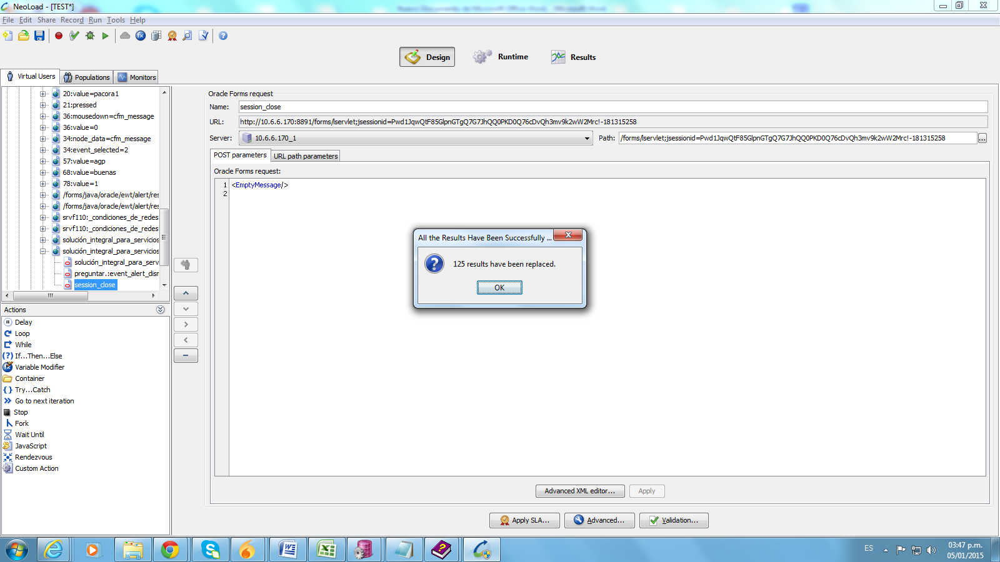 NeoLoad - [TEST*]
File Edit Share Record Run Tools Help
Design Runtime Results
Virtual Users Populations Monitors
20:value=pacora1
21:pressed
36:mousedown=cfm_message
36:value=0
34:node_data=cfm_message
34:event_selected=2
57:value=agp
68:value=buenas
78:value=1
/forms/java/oracle/ewt/alert/res
/forms/java/oracle/ewt/alert/res
srvf110:_condiciones_de_redes
srvf110:_condiciones_de_redes
solución_integral_para_servicios
solución_integral_para_servicios
solución_integral_para_serv
preguntar.:event_alert_disn
session_close
Actions
Delay
Loop
While
If...Then...Else
Variable Modifier
Container
Try...Catch
Go to next iteration
Stop
Fork
Wait Until
JavaScript
Rendezvous
Custom Action
Oracle Forms request
Name: session_close
URL: http://10.6.6.170:8891/forms/lservlet;jsessionid=Pwd1JqwQtF85GlpnGTgQ7G7JhQQ0PKD0Q76cDvQh3mv9k2wW2Mrc!-181315258
Server: 10.6.6.170_1 Path: /forms/lservlet;jsessionid=Pwd1JqwQtF85GlpnGTgQ7G7JhQQ0PKD0Q76cDvQh3mv9k2wW2Mrc!-181315258 ...
POST parameters URL path parameters
Oracle Forms request:
1 <EmptyMessage/>
2
All the Results Have Been Successfully ...
125 results have been replaced.
OK
Advanced XML editor... Apply
Apply SLA... Advanced... Validation...
ES 03:47 p.m.
05/01/2015